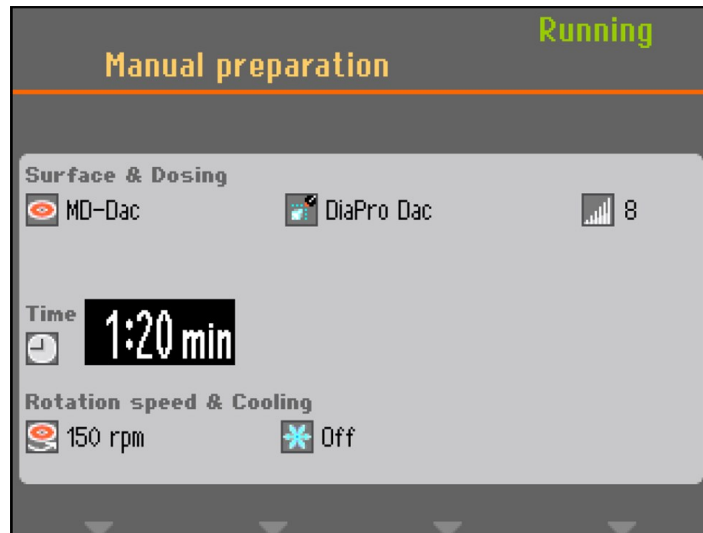 Running
Manual preparation
Surface & Dosing
MD-Dac DiaPro Dac 8
Time
1:20 min
Rotation speed & Cooling
150 rpm Off